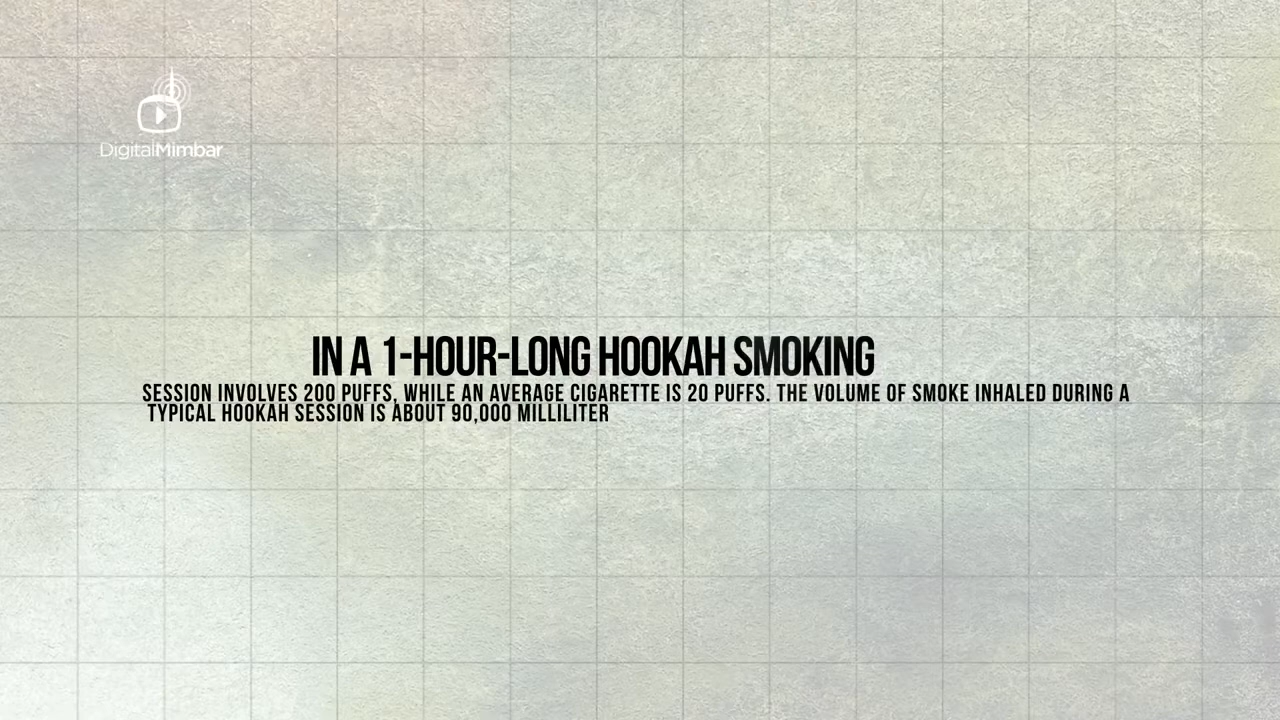 DigitalMimbar
IN A 1-HOUR-LONG HOOKAH SMOKING
SESSION INVOLVES 200 PUFFS, WHILE AN AVERAGE CIGARETTE IS 20 PUFFS. THE VOLUME OF SMOKE INHALED DURING A
TYPICAL HOOKAH SESSION IS ABOUT 90,000 MILLILITER